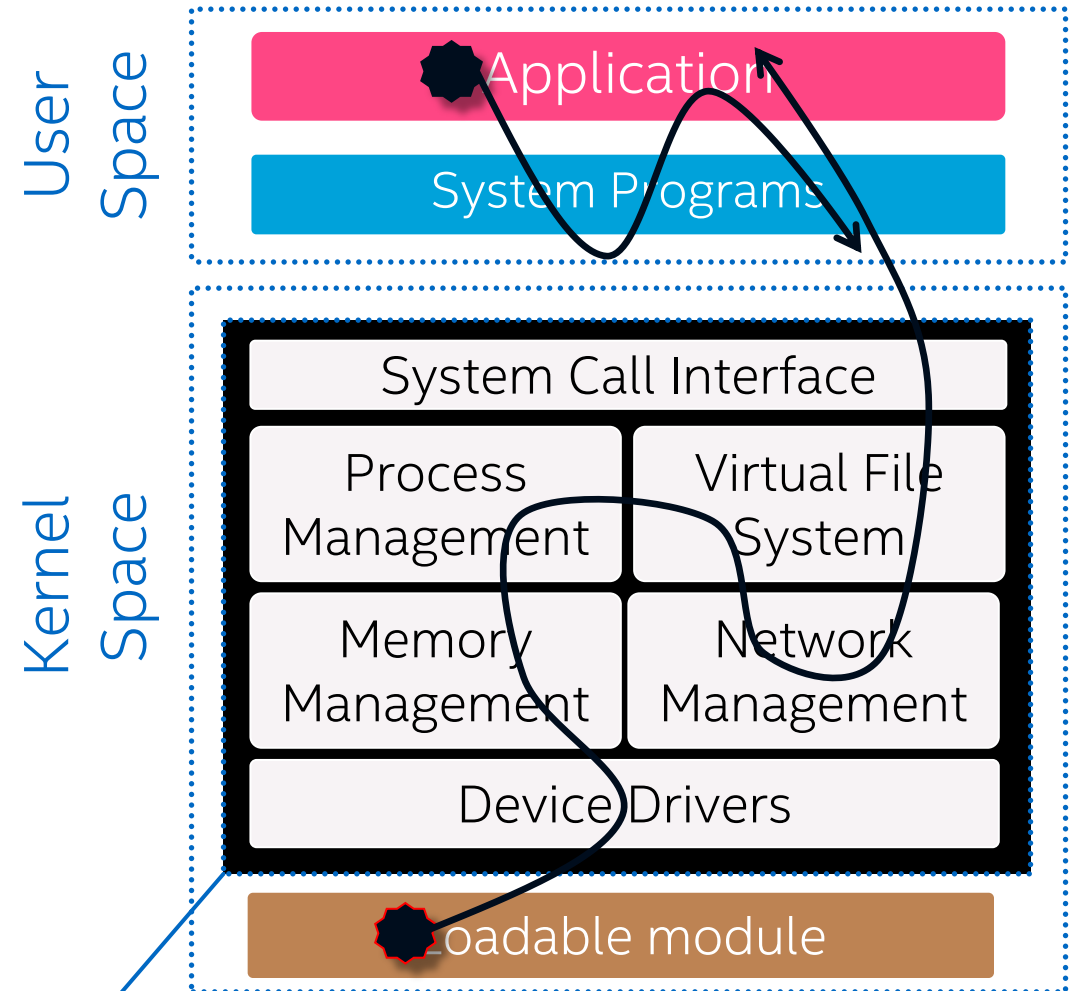 User
Space
Application
System Programs
Kernel
Space
System Call Interface
Process
Management
Virtual File
System
Memory
Management
Network
Management
Device Drivers
Loadable module